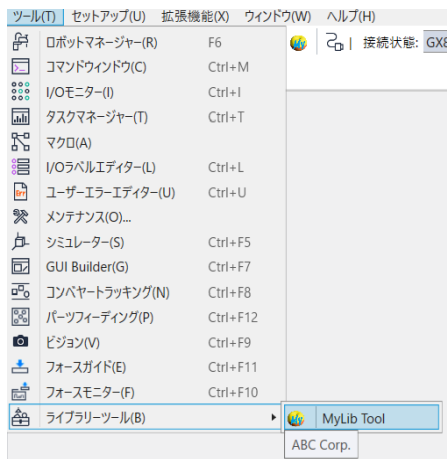 ツール(T) セットアップ(U) 拡張機能(X) ウィンドウ(W) ヘルプ(H)
ロボットマネージャー(R) F6
接続状態: GX8
コマンドウィンドウ(C) Ctrl+M
I/Oモニター(I) Ctrl+I
タスクマネージャー(T) Ctrl+T
マクロ(A)
I/Oラベルエディター(L) Ctrl+L
Err ユーザーエラーエディター(U) Ctrl+U
メンテナンス(O)...
シミュレーター(S) Ctrl+F5
GUI Builder(G) Ctrl+F7
コンベヤートラッキング(N) Ctrl+F8
パーツフィーディング(P) Ctrl+F12
ビジョン(V) Ctrl+F9
フォースガイド(E) Ctrl+F11
フォースモニター(F) Ctrl+F10
ライブラリーツール(B) MyLib Tool
ABC Corp.